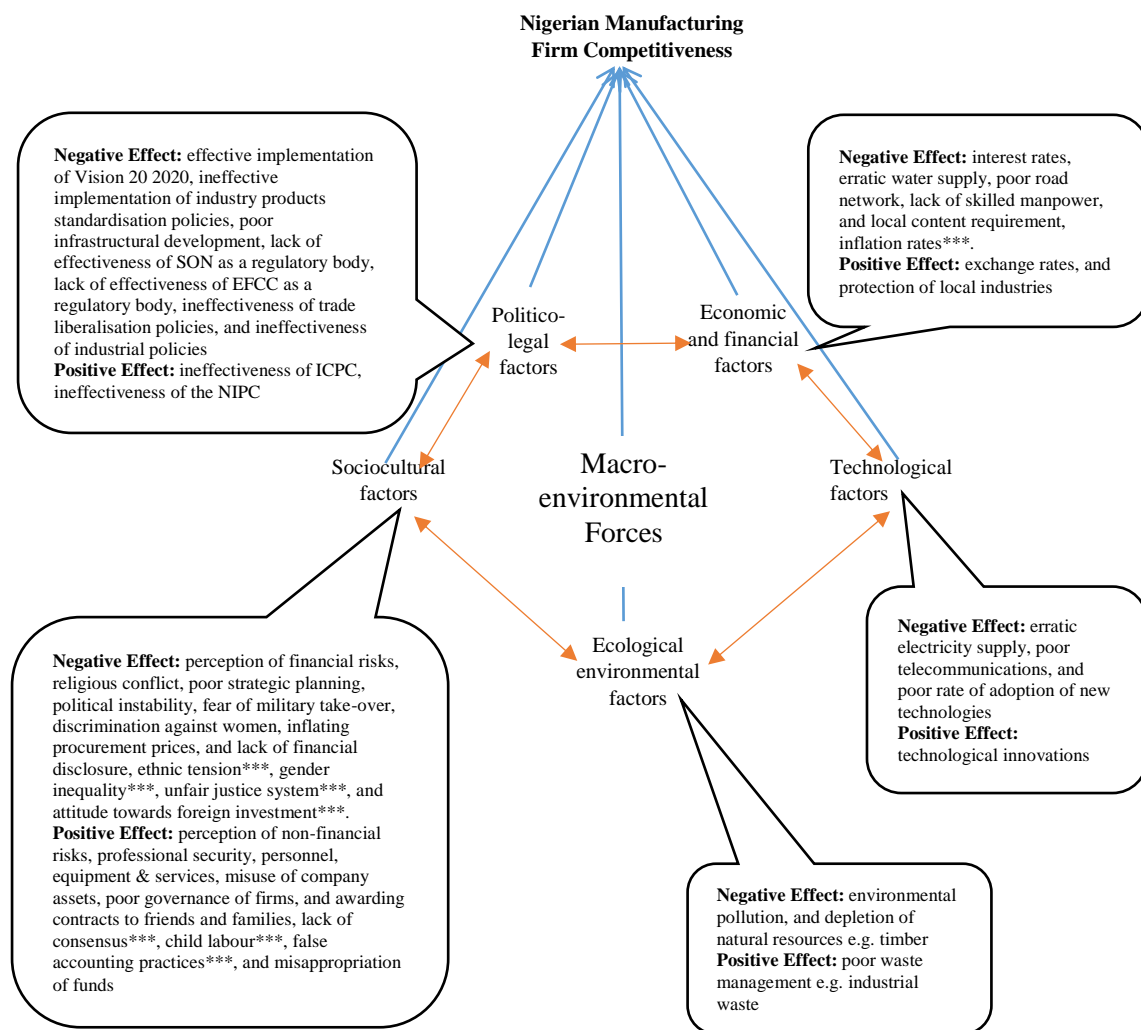 Nigerian Manufacturing
Firm Competitiveness
Negative Effect: effective implementation
of Vision 20 2020, ineffective
implementation of industry products
standardisation policies, poor
infrastructural development, lack of
effectiveness of SON as a regulatory body,
lack of effectiveness of EFCC as a
regulatory body, ineffectiveness of trade
liberalisation policies, and ineffectiveness
of industrial policies
Positive Effect: ineffectiveness of ICPC,
ineffectiveness of the NIPC
Negative Effect: interest rates,
erratic water supply, poor road
network, lack of skilled manpower,
and local content requirement,
inflation rates***.
Positive Effect: exchange rates, and
protection of local industries
Politico-
legal
factors
Economic
and financial
factors
Sociocultural
factors
Macro-
environmental
Forces
Technological
factors
Ecological
environmental
factors
Negative Effect: perception of financial risks,
religious conflict, poor strategic planning,
political instability, fear of military take-over,
discrimination against women, inflating
procurement prices, and lack of financial
disclosure, ethnic tension***, gender
inequality***, unfair justice system***, and
attitude towards foreign investment***.
Positive Effect: perception of non-financial
risks, professional security, personnel,
equipment & services, misuse of company
assets, poor governance of firms, and awarding
contracts to friends and families, lack of
consensus***, child labour***, false
accounting practices***, and misappropriation
of funds
Negative Effect: erratic
electricity supply, poor
telecommunications, and
poor rate of adoption of new
technologies
Positive Effect:
technological innovations
Negative Effect: environmental
pollution, and depletion of
natural resources e.g. timber
Positive Effect: poor waste
management e.g. industrial
waste